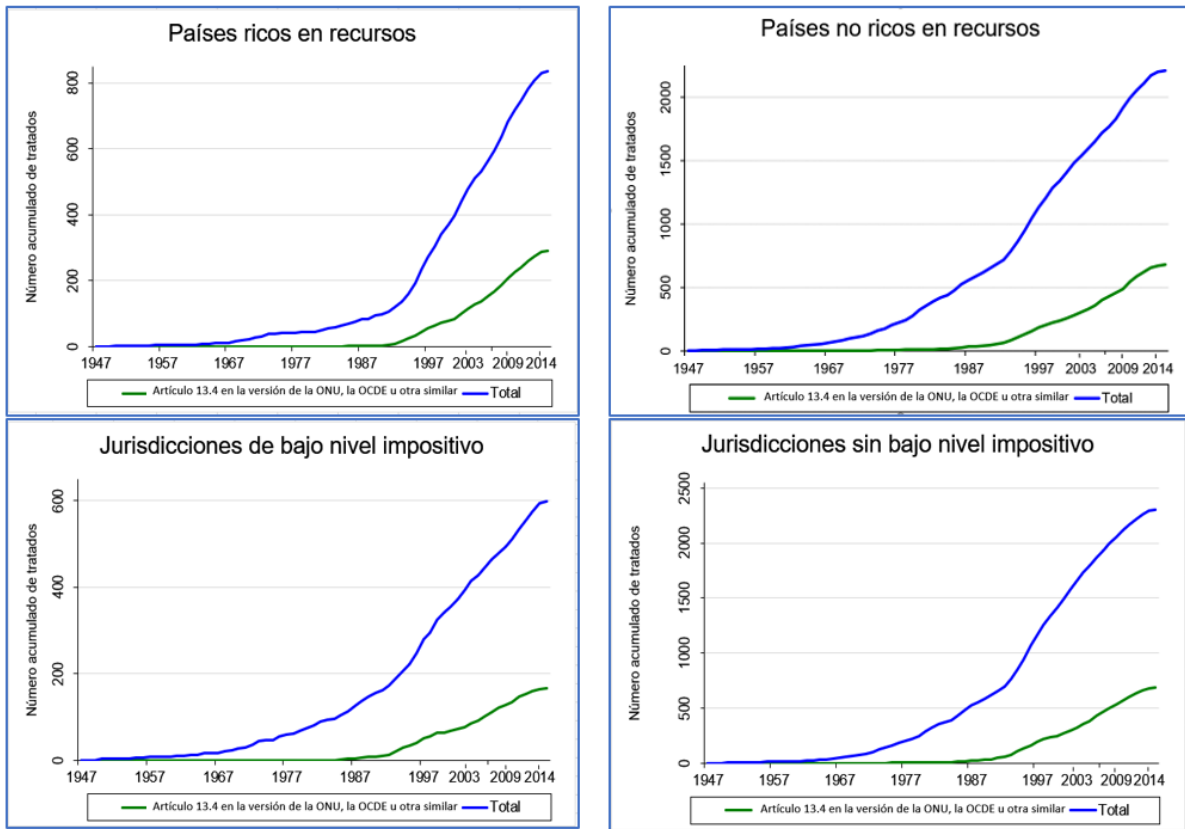 Países ricos en recursos
Número acumulado de tratados
800
600
400
200
0
1947 1957 1967 1977 1987 1997 2003 2009 2014
Artículo 13.4 en la versión de la ONU, la OCDE u otra similar Total
Países no ricos en recursos
Número acumulado de tratados
2000
1500
1000
500
0
1947 1957 1967 1977 1987 1997 2003 2009 2014
Artículo 13.4 en la versión de la ONU, la OCDE u otra similar Total
Jurisdicciones de bajo nivel impositivo
Número acumulado de tratados
600
400
200
0
1947 1957 1967 1977 1987 1997 2003 2009 2014
Artículo 13.4 en la versión de la ONU, la OCDE u otra similar Total
Jurisdicciones sin bajo nivel impositivo
Número acumulado de tratados
2500
2000
1500
1000
500
0
1947 1957 1967 1977 1987 1997 2003 2009 2014
Artículo 13.4 en la versión de la ONU, la OCDE u otra similar Total